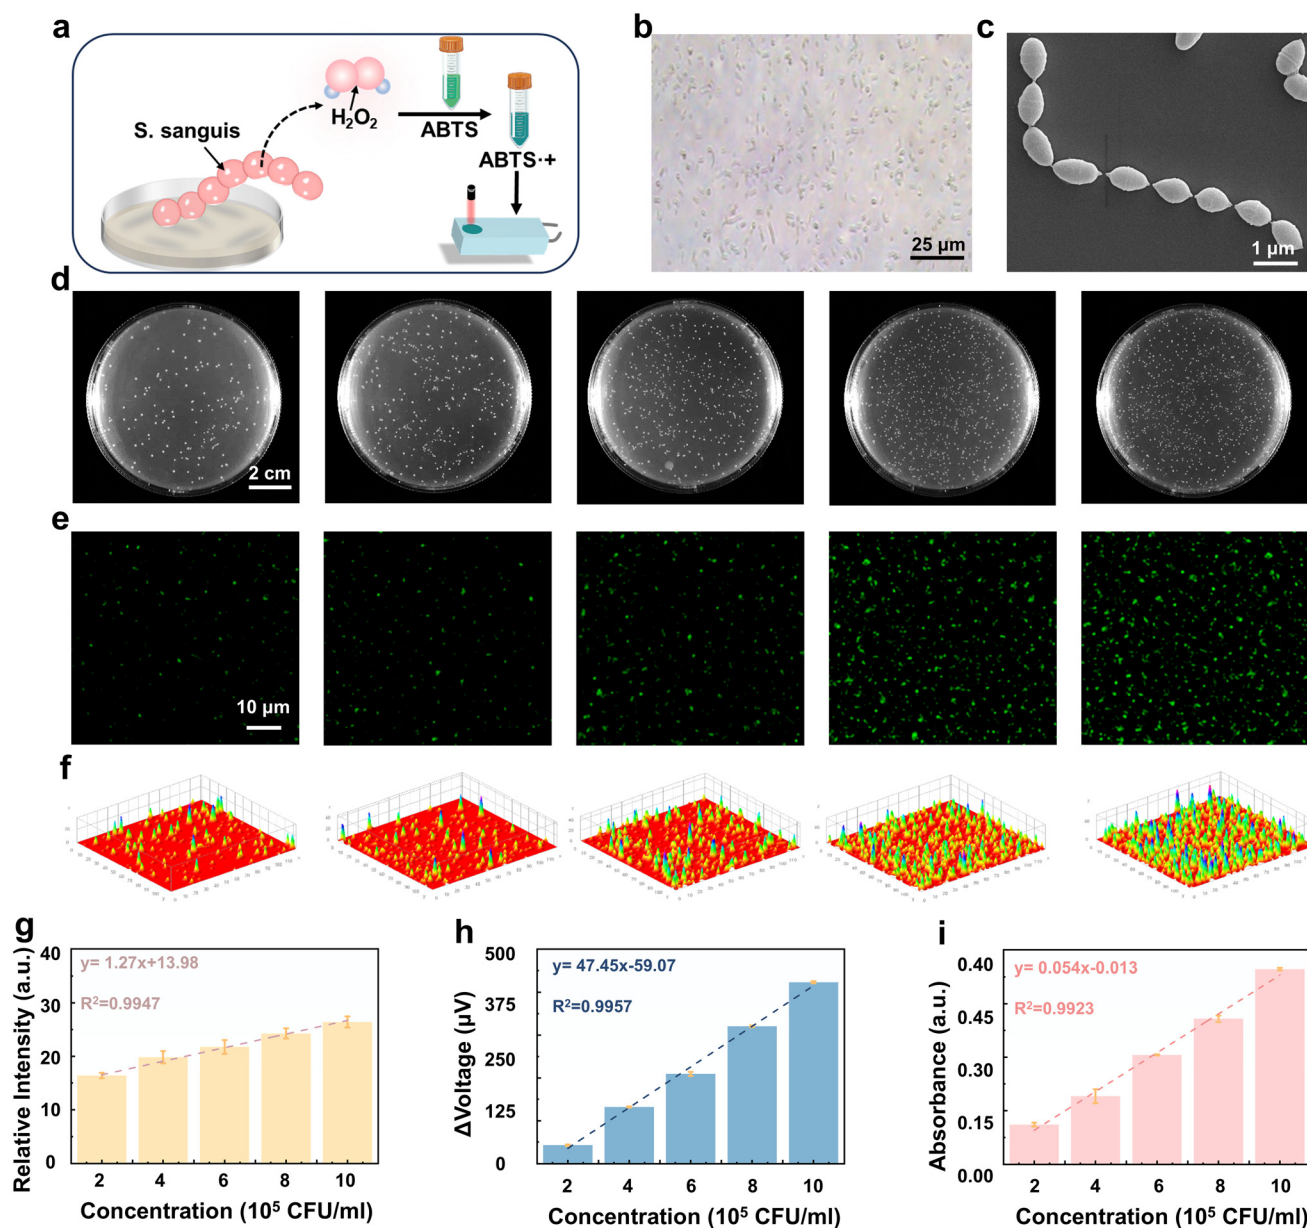 a
S. sanguis
H₂O₂
ABTS
ABTS·+
b
25 μm
c
1 μm
d
2 cm
e
10 μm
f
g
Relative Intensity (a.u.)
40
30
20
10
0
y= 1.27x+13.98
R²=0.9947
2 4 6 8 10
Concentration (10⁵ CFU/ml)
h
ΔVoltage (μV)
500
375
250
125
0
y= 47.45x-59.07
R²=0.9957
2 4 6 8 10
Concentration (10⁵ CFU/ml)
i
Absorbance (a.u.)
0.40
0.45
0.30
0.15
0.00
y= 0.054x-0.013
R²=0.9923
2 4 6 8 10
Concentration (10⁵ CFU/ml)